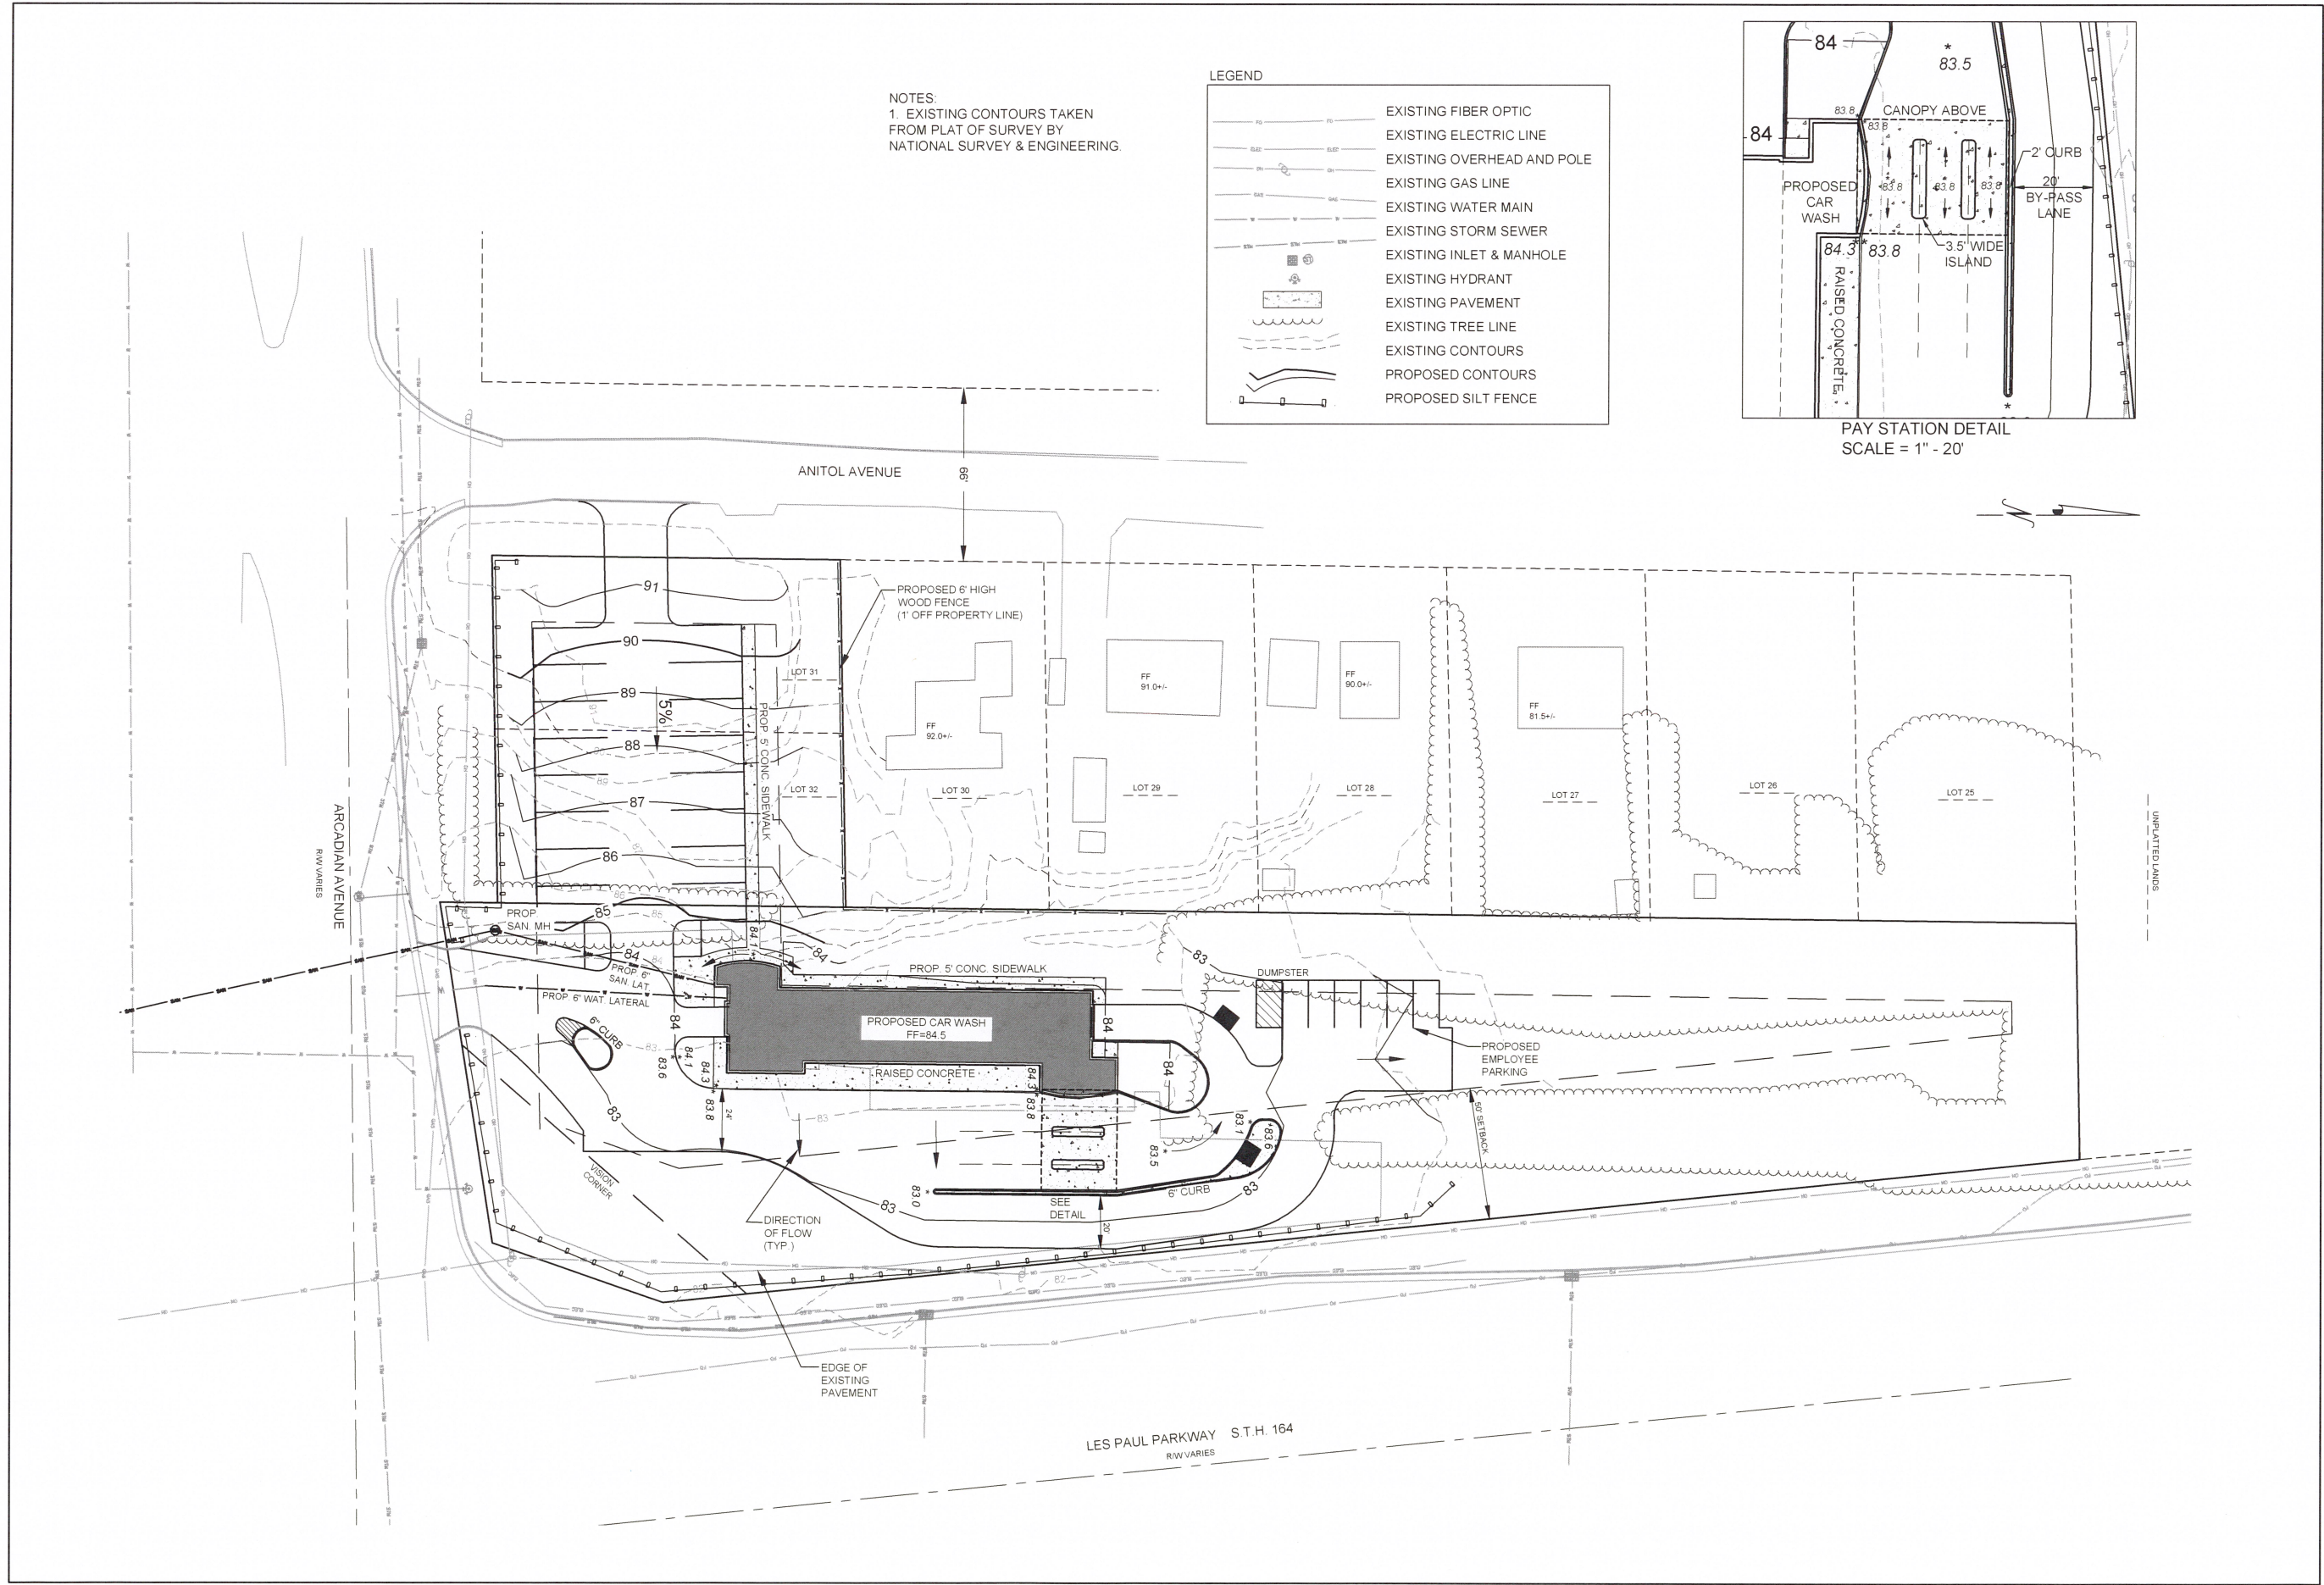 NOTES:
1. EXISTING CONTOURS TAKEN
FROM PLAT OF SURVEY BY
NATIONAL SURVEY & ENGINEERING.
LEGEND
EXISTING FIBER OPTIC
EXISTING ELECTRIC LINE
EXISTING OVERHEAD AND POLE
EXISTING GAS LINE
EXISTING WATER MAIN
EXISTING STORM SEWER
EXISTING INLET & MANHOLE
EXISTING HYDRANT
EXISTING PAVEMENT
EXISTING TREE LINE
EXISTING CONTOURS
PROPOSED CONTOURS
PROPOSED SILT FENCE
84
* 83.5
83.8
CANOPY ABOVE
83.8
84
2' CURB
PROPOSED
CAR
WASH
83.8
83.8
83.8
20'
BY-PASS
LANE
84.3**83.8
3.5' WIDE
ISLAND
RAISED CONCRETE
PAY STATION DETAIL
SCALE = 1" - 20'
N
ANITOL AVENUE
66'
91
PROPOSED 6' HIGH
WOOD FENCE
(1' OFF PROPERTY LINE)
90
LOT 31
89
5%
PROP. 5' CONC. SIDEWALK
88
87
86
LOT 32
FF
92.0+/-
LOT 30
FF
91.0+/-
LOT 29
FF
90.0+/-
LOT 28
FF
81.5+/-
LOT 27
LOT 26
LOT 25
UNPLATTED LANDS
ARCADIAN AVENUE
R/W VARIES
91
89
87
86
85
PROP.
SAN. MH
85
84
84
84.1
84
PROP. 6"
SAN. LAT.
PROP. 6" WAT. LATERAL
PROP. 5' CONC. SIDEWALK
83
DUMPSTER
6" CURB
83
84
84.1
83.6
84.3
83.8
PROPOSED CAR WASH
FF=84.5
RAISED CONCRETE
84
84
84.3
83.8
PROPOSED
EMPLOYEE
PARKING
83
24'
83
50' SETBACK
83.1
83.6
83.5
VISION
CORNER
83.0
83
SEE
DETAIL
6" CURB
83
20'
DIRECTION
OF FLOW
(TYP.)
82
EDGE OF
EXISTING
PAVEMENT
LES PAUL PARKWAY S.T.H. 164
R/W VARIES